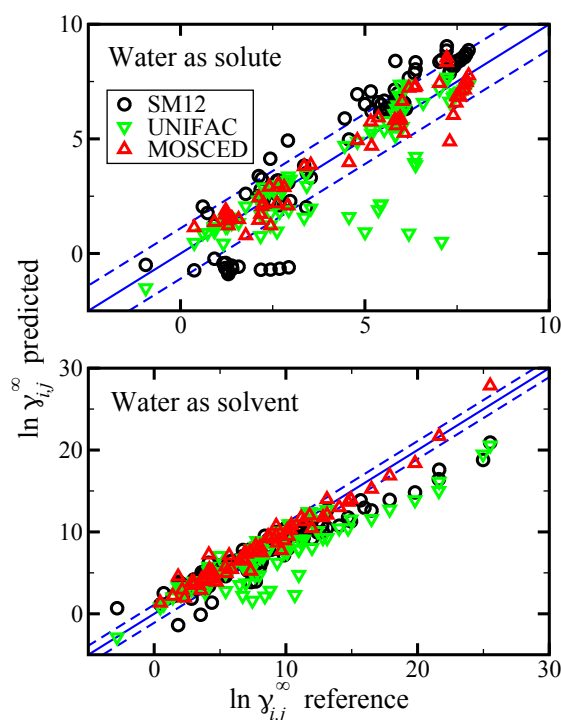 10
Water as solute
SM12
UNIFAC
MOSCED
5
0
0 5 10
ln γ∞i,j predicted
30
Water as solvent
20
10
0
0 10 20 30
ln γ∞i,j reference